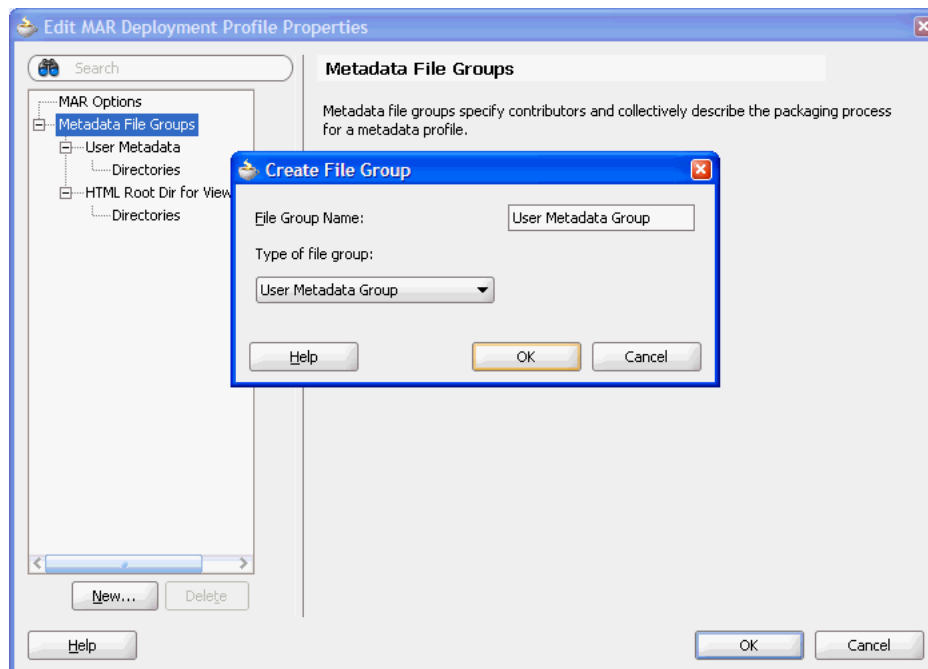 Edit MAR Deployment Profile Properties
Search
MAR Options
Metadata File Groups
User Metadata
Directories
HTML Root Dir for View
Directories
New...
Delete
Metadata File Groups
Metadata file groups specify contributors and collectively describe the packaging process
for a metadata profile.
Create File Group
File Group Name:
User Metadata Group
Type of file group:
User Metadata Group
Help
OK
Cancel
Help
OK
Cancel